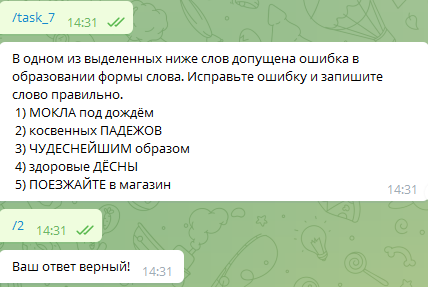 /task_7 14:31
В одном из выделенных ниже слов допущена ошибка в
образовании формы слова. Исправьте ошибку и запишите
слово правильно.
1) МОКЛА под дождём
2) косвенных ПАДЕЖОВ
3) ЧУДЕСНЕЙШИМ образом
4) здоровые ДЁСНЫ
5) ПОЕЗЖАЙТЕ в магазин
14:31
/2 14:31
Ваш ответ верный! 14:31